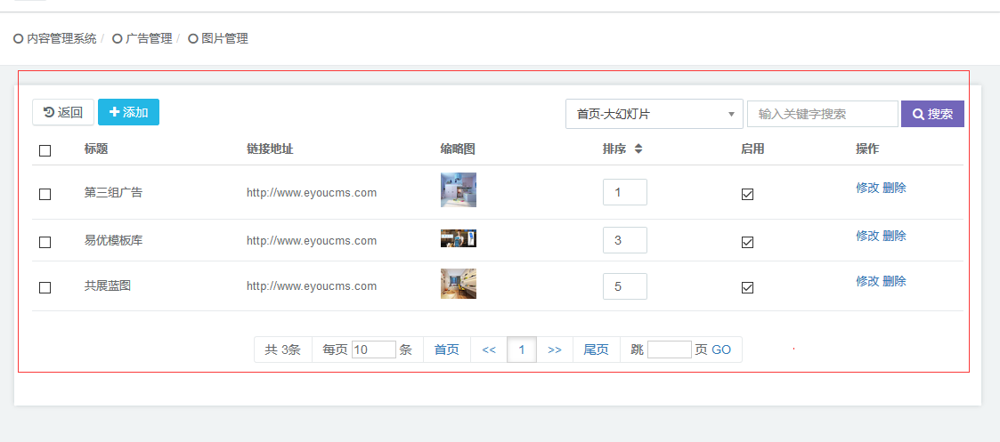 内容管理系统 / 广告管理 / 图片管理
返回 添加 首页-大幻灯片 输入关键字搜索 搜索
标题 链接地址 缩略图 排序 启用 操作
第三组广告 http://www.eyoucms.com 1 修改 删除
易优模板库 http://www.eyoucms.com 3 修改 删除
共展蓝图 http://www.eyoucms.com 5 修改 删除
共 3条 每页 10 条 首页 << 1 >> 尾页 跳 页 GO